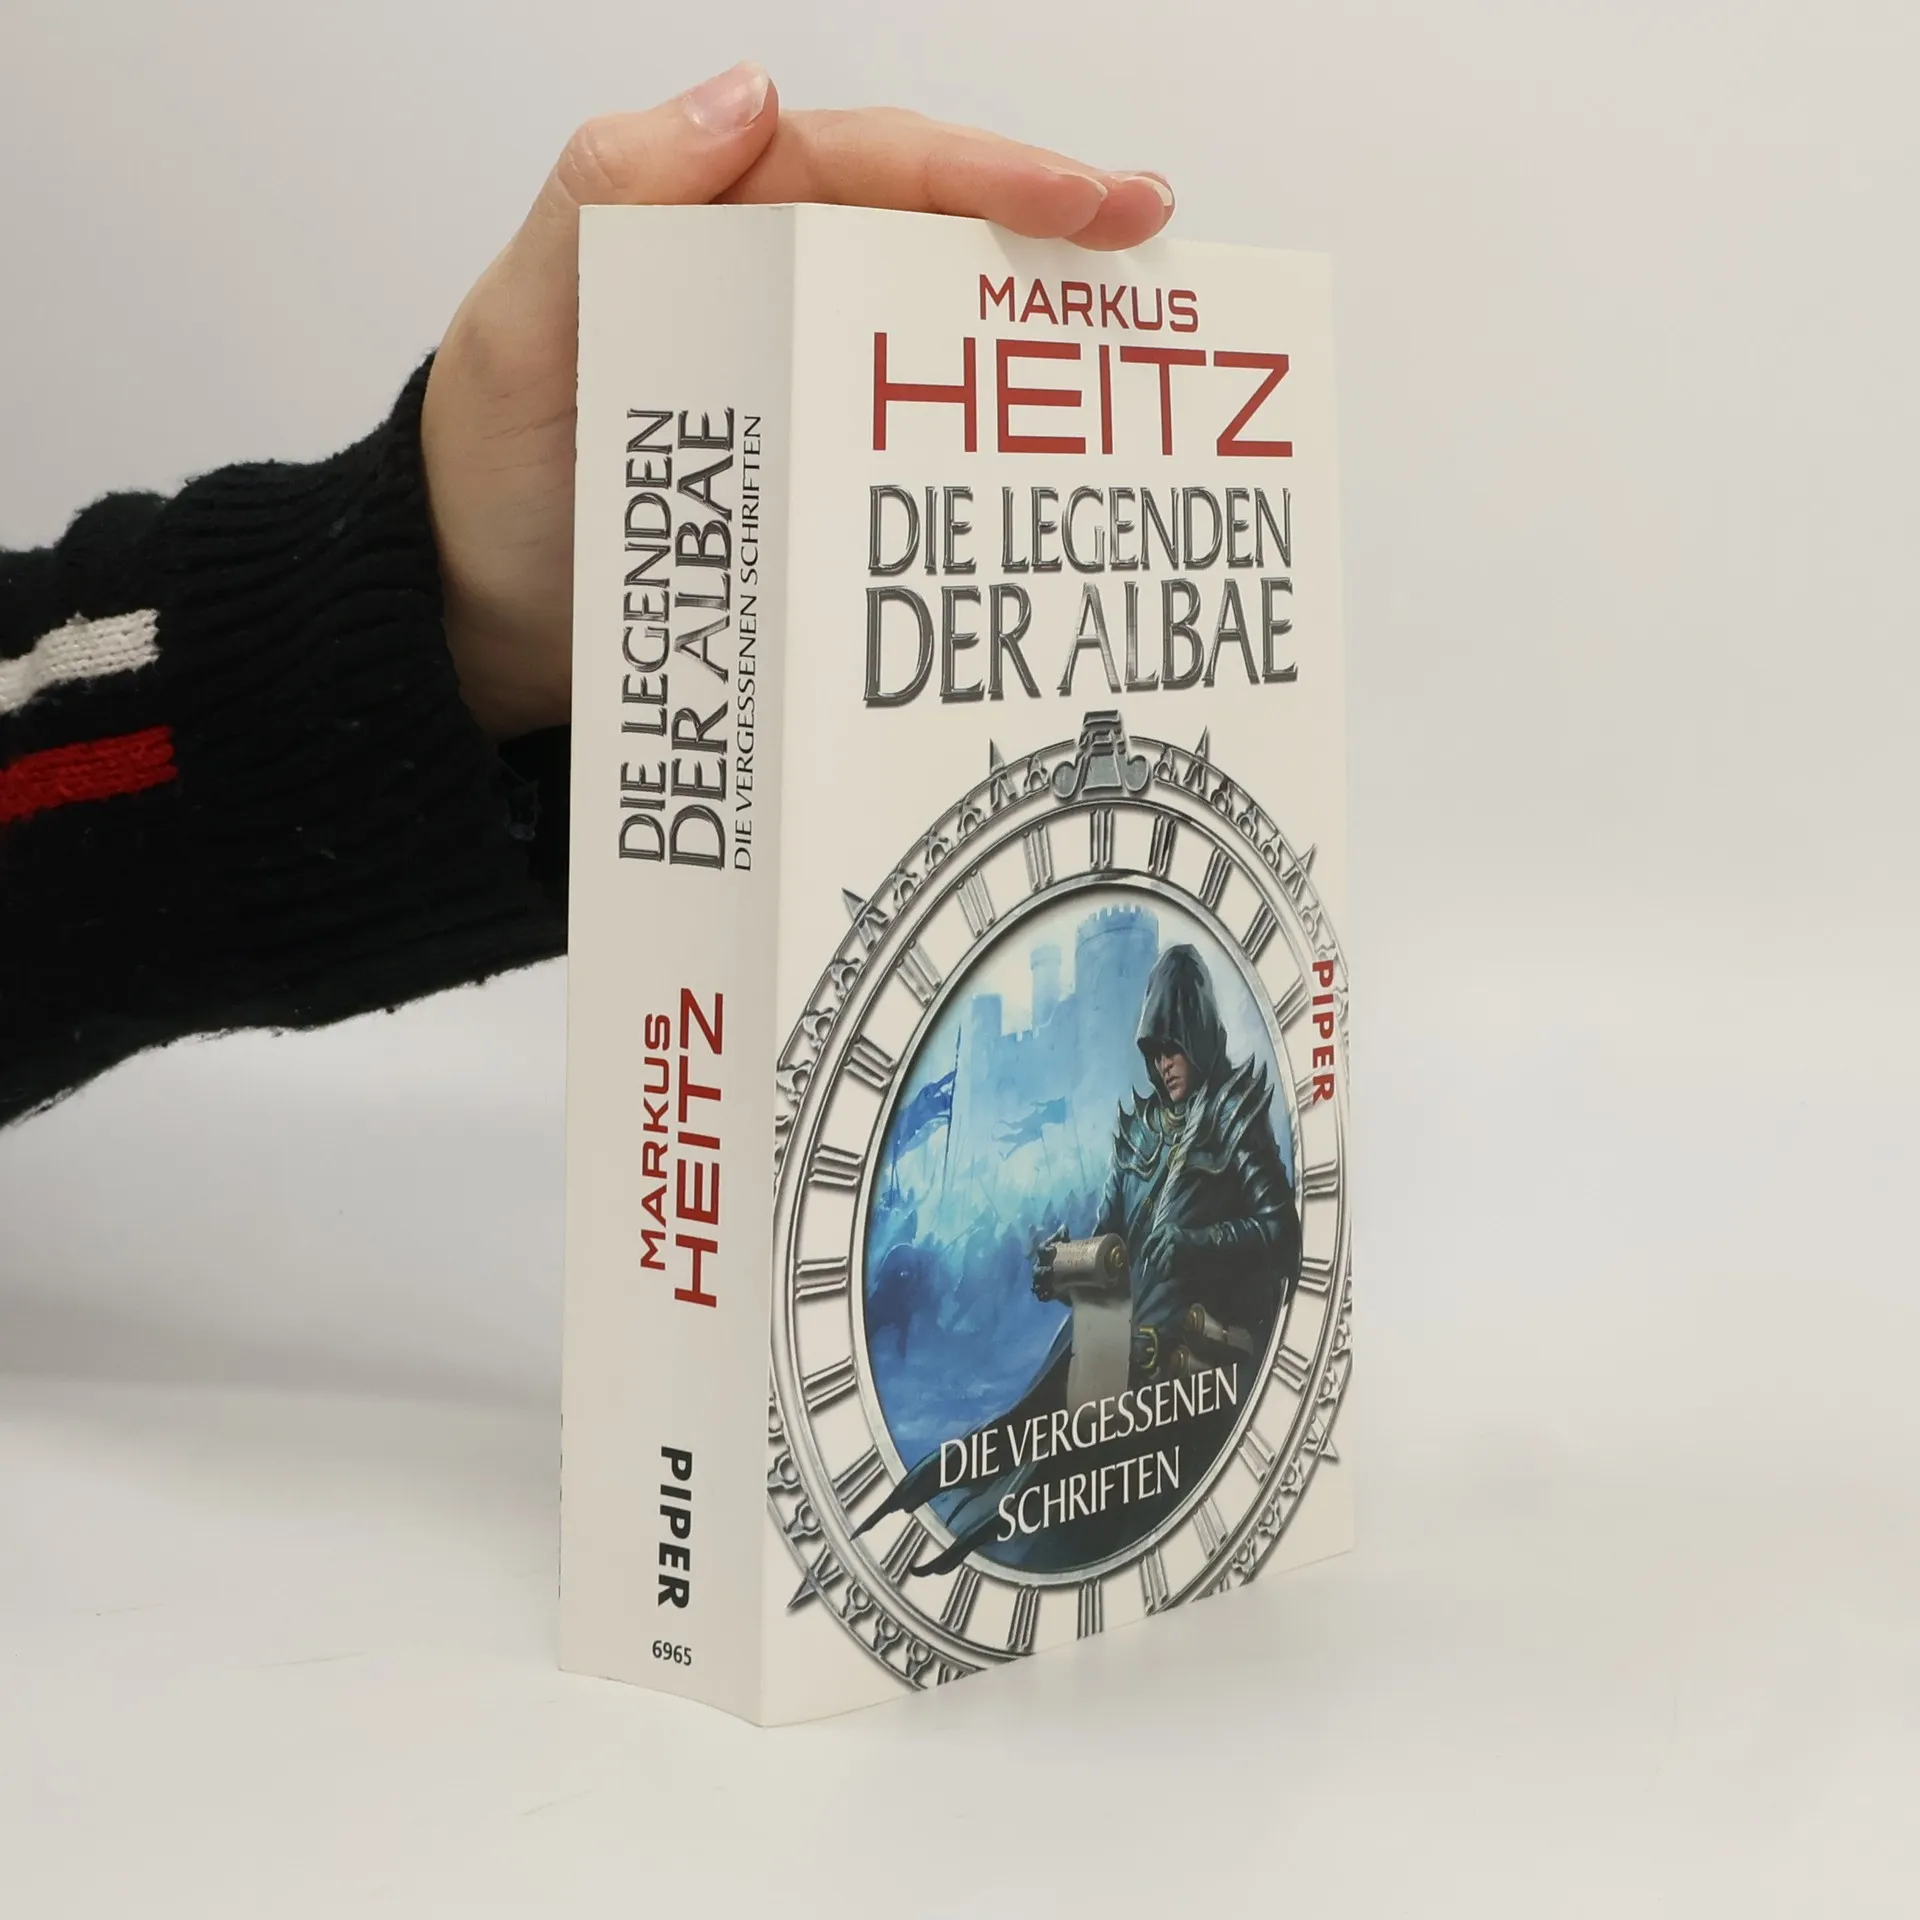 MARKUS
HEITZ
DIE LEGENDEN
DER ALBAE
PIPER
DIE VERGESSENEN
SCHRIFTEN
DIE LEGENDEN
DER ALBAE
DIE VERGESSENEN SCHRIFTEN
MARKUS
HEITZ
PIPER
6965